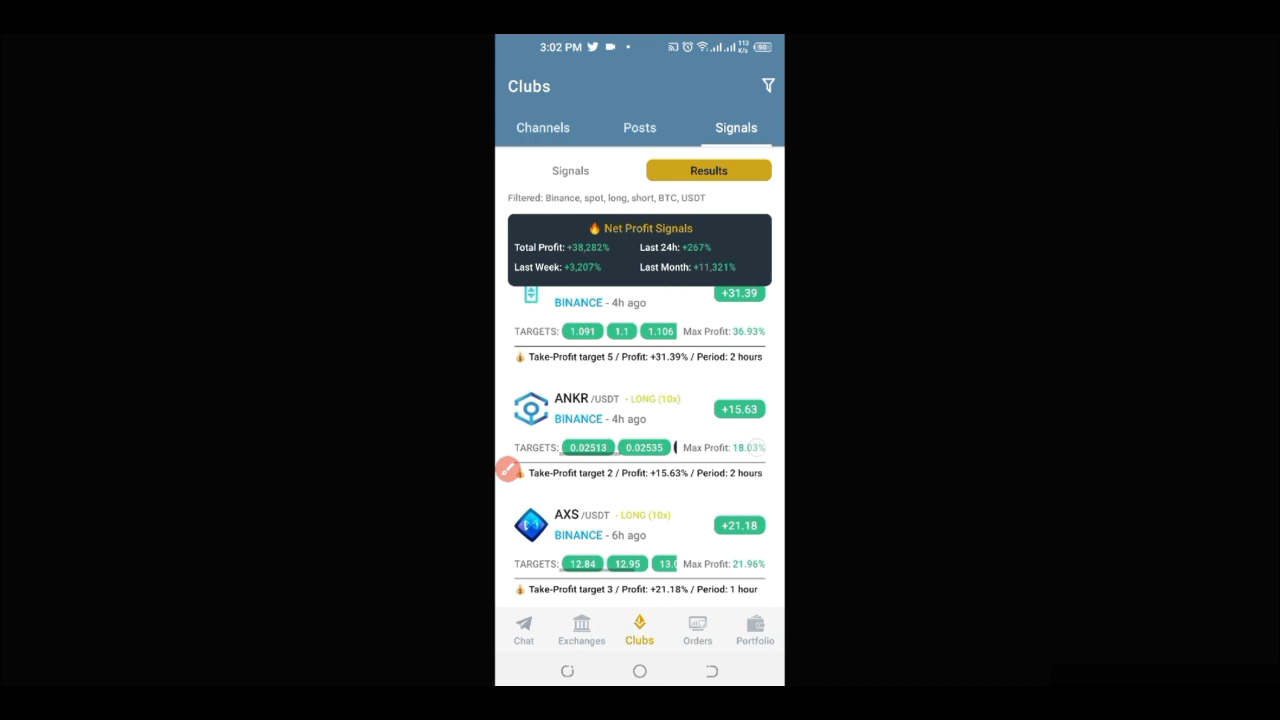 3:02 PM 113 K/s 90
Clubs
Channels Posts Signals
Signals Results
Filtered: Binance, spot, long, short, BTC, USDT
🔥 Net Profit Signals
Total Profit: +38,282% Last 24h: +267%
Last Week: +3,207% Last Month: +11,321%
+31.39
BINANCE - 4h ago
TARGETS: 1.091 1.1 1.106 Max Profit: 36.93%
💰 Take-Profit target 5 / Profit: +31.39% / Period: 2 hours
ANKR /USDT - LONG (10x)
+15.63
BINANCE - 4h ago
TARGETS: 0.02513 0.02535 Max Profit: 18.03%
Take-Profit target 2 / Profit: +15.63% / Period: 2 hours
AXS /USDT - LONG (10x)
+21.18
BINANCE - 6h ago
TARGETS: 12.84 12.95 13.0 Max Profit: 21.96%
💰 Take-Profit target 3 / Profit: +21.18% / Period: 1 hour
Chat Exchanges Clubs Orders Portfolio